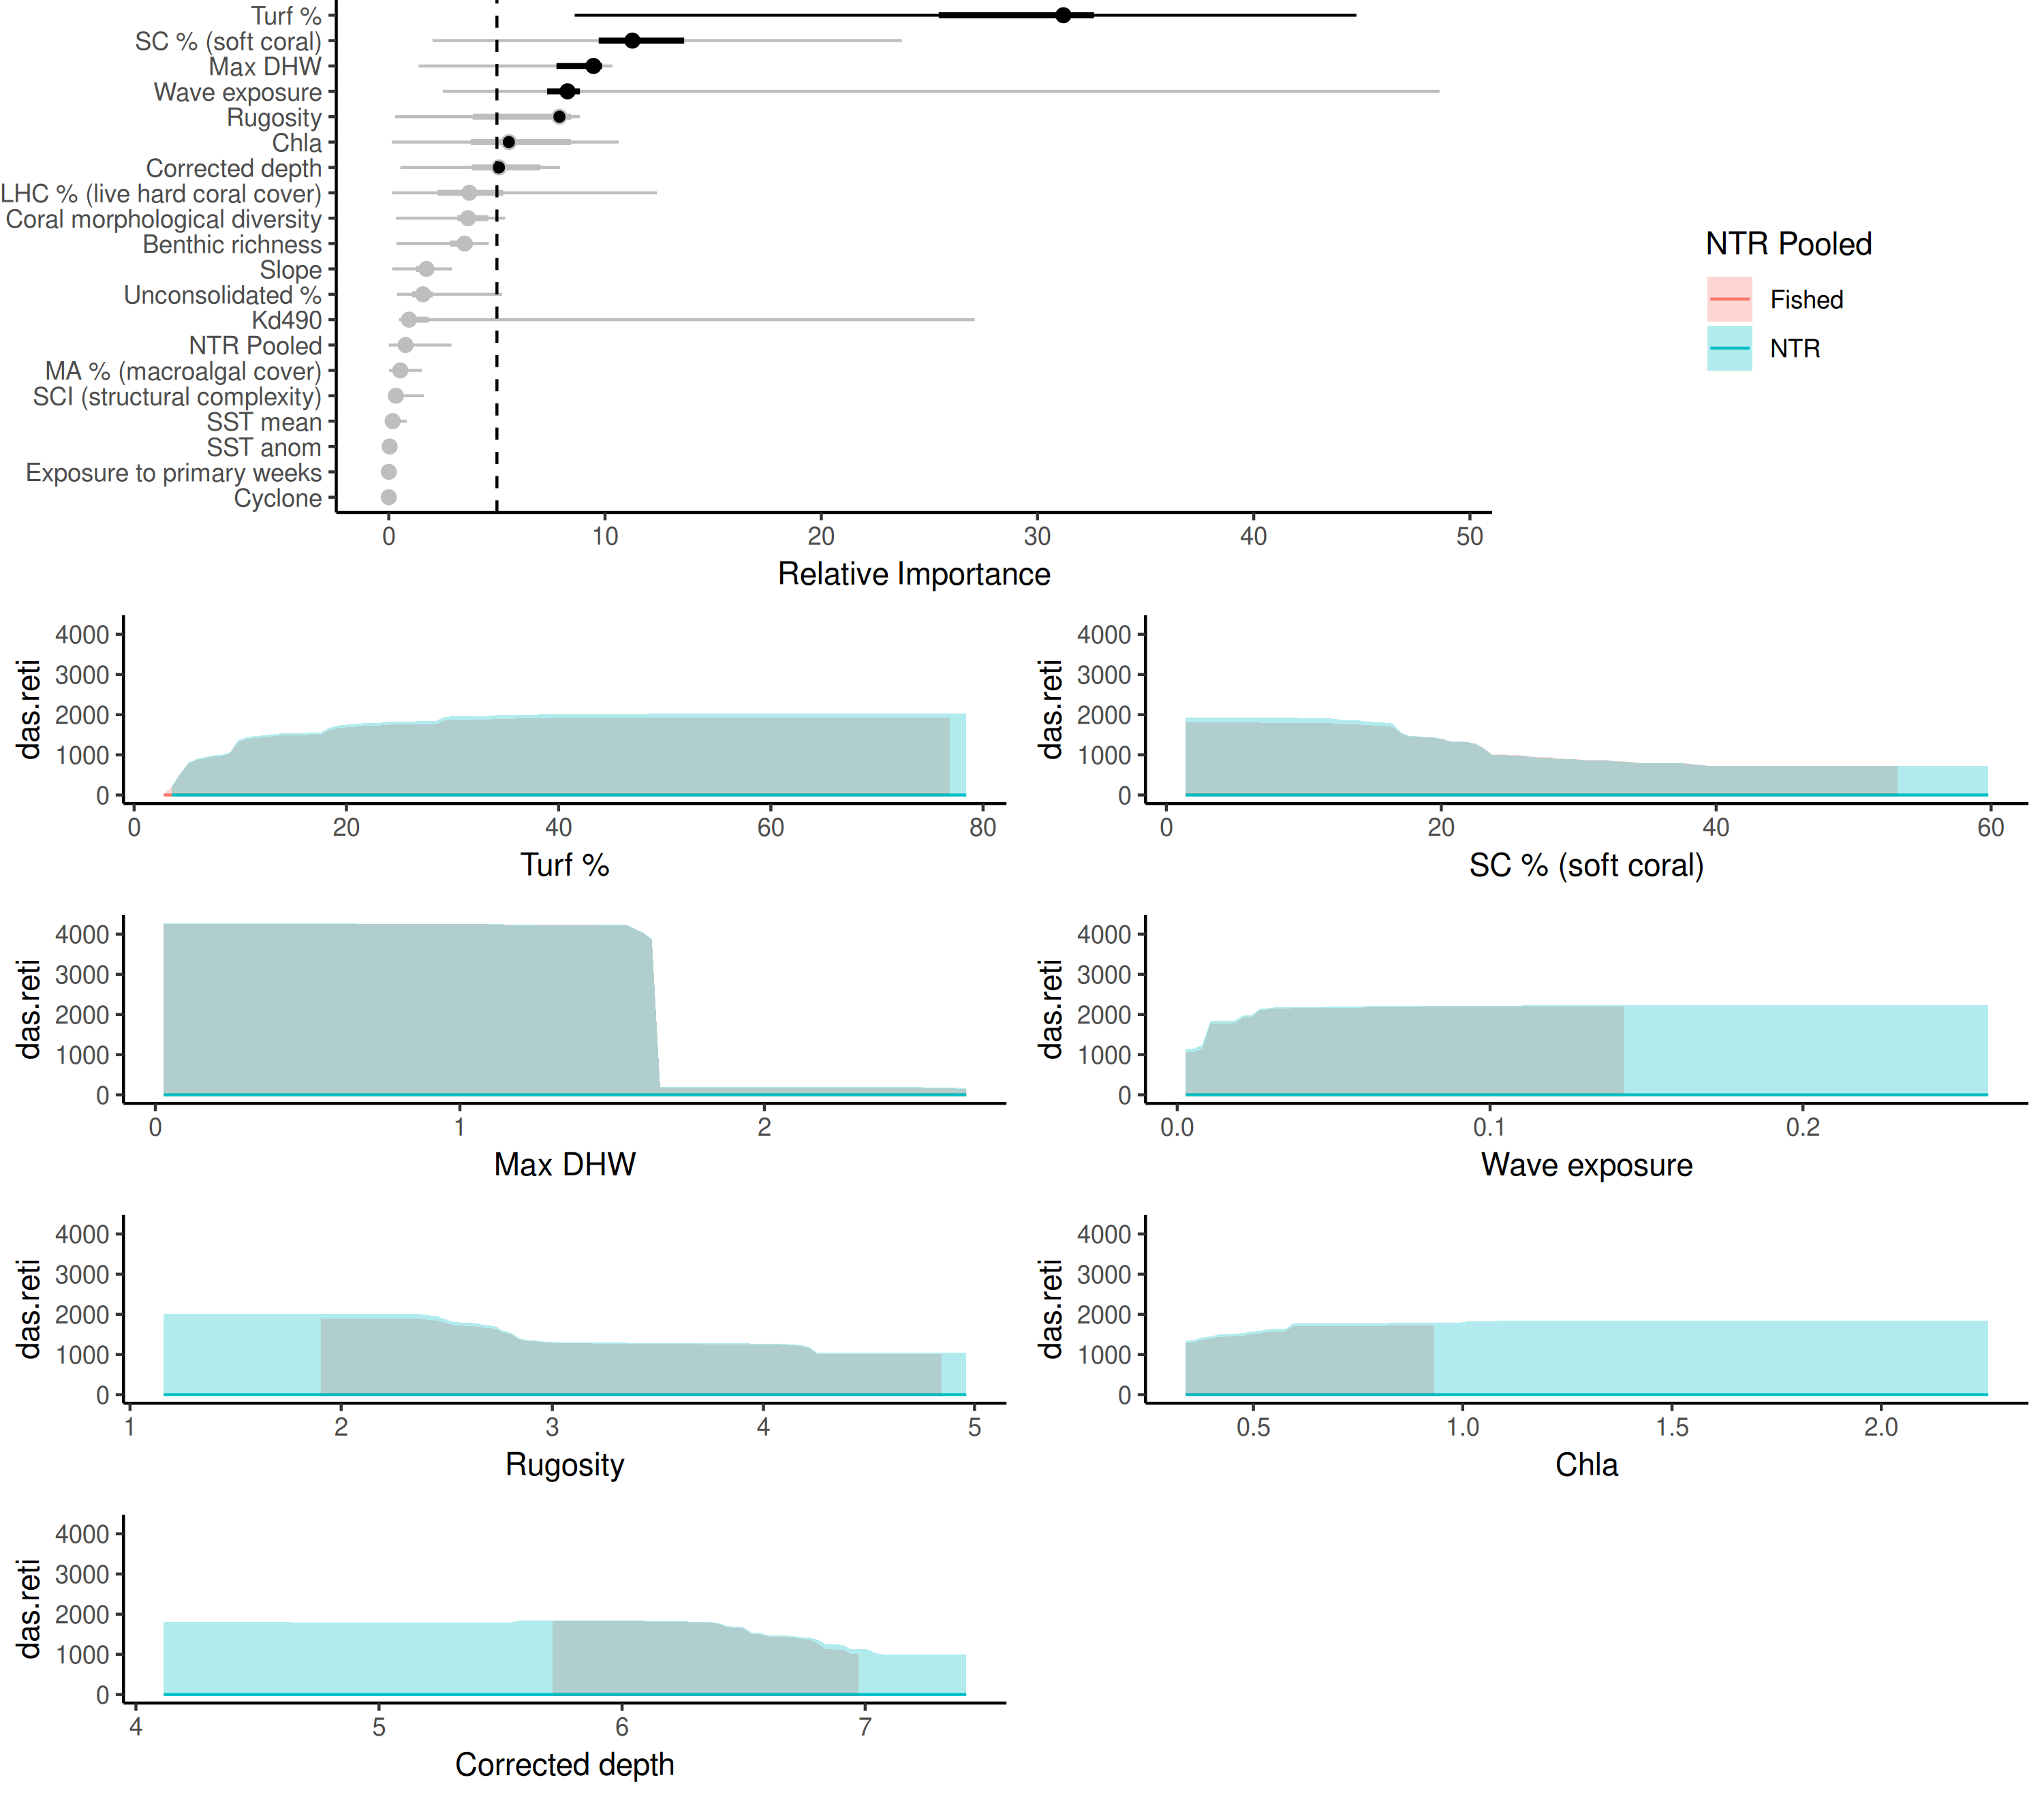 Turf %
SC % (soft coral)
Max DHW
Wave exposure
Rugosity
Chla
Corrected depth
LHC % (live hard coral cover)
Coral morphological diversity
Benthic richness
Slope
Unconsolidated %
Kd490
NTR Pooled
MA % (macroalgal cover)
SCI (structural complexity)
SST mean
SST anom
Exposure to primary weeks
Cyclone
0 10 20 30 40 50
Relative Importance
NTR Pooled
Fished
NTR
4000
3000
2000
1000
0
das.reti
0 20 40 60 80
Turf %
4000
3000
2000
1000
0
das.reti
0 20 40 60
SC % (soft coral)
4000
3000
2000
1000
0
das.reti
0 1 2
Max DHW
4000
3000
2000
1000
0
das.reti
0.0 0.1 0.2
Wave exposure
4000
3000
2000
1000
0
das.reti
1 2 3 4 5
Rugosity
4000
3000
2000
1000
0
das.reti
0.5 1.0 1.5 2.0
Chla
4000
3000
2000
1000
0
das.reti
4 5 6 7
Corrected depth